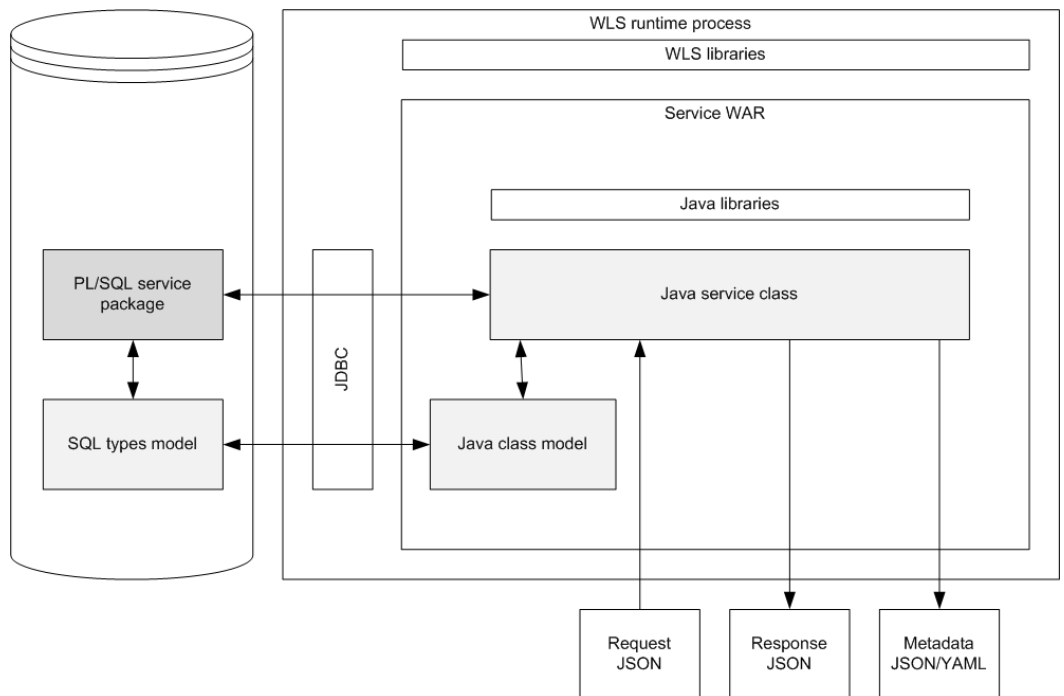 WLS runtime process
WLS libraries
Service WAR
Java libraries
PL/SQL service
package
Java service class
JDBC
SQL types model
Java class model
Request
JSON
Response
JSON
Metadata
JSON/YAML